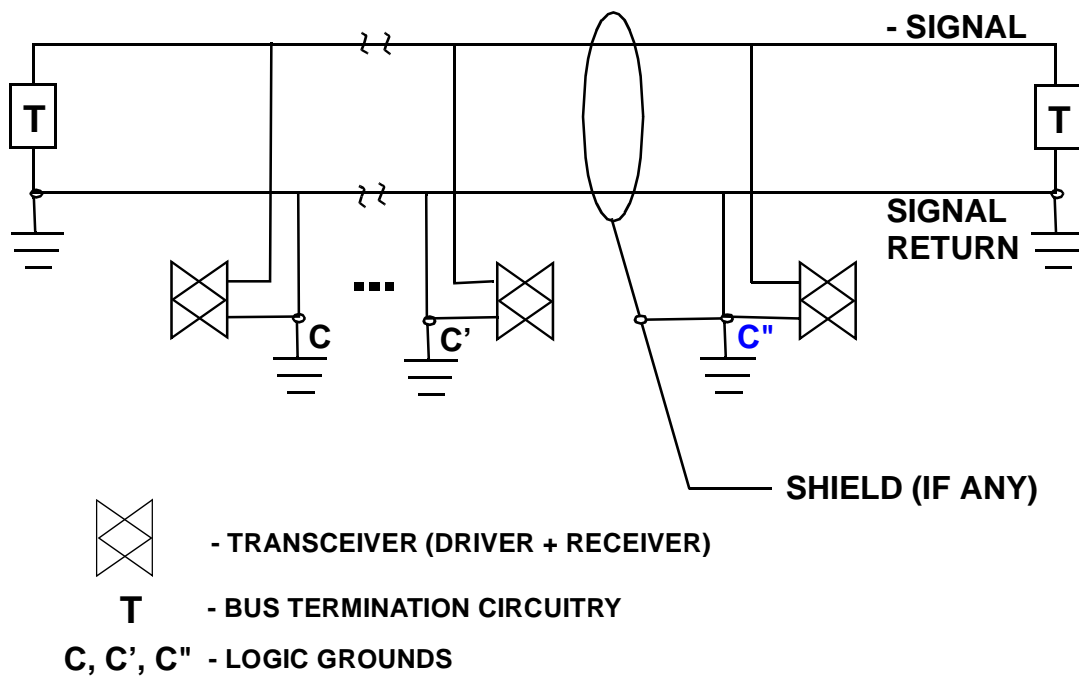 - SIGNAL
T
T
SIGNAL
RETURN
C
C’
C"
SHIELD (IF ANY)
- TRANSCEIVER (DRIVER + RECEIVER)
T - BUS TERMINATION CIRCUITRY
C, C’, C" - LOGIC GROUNDS